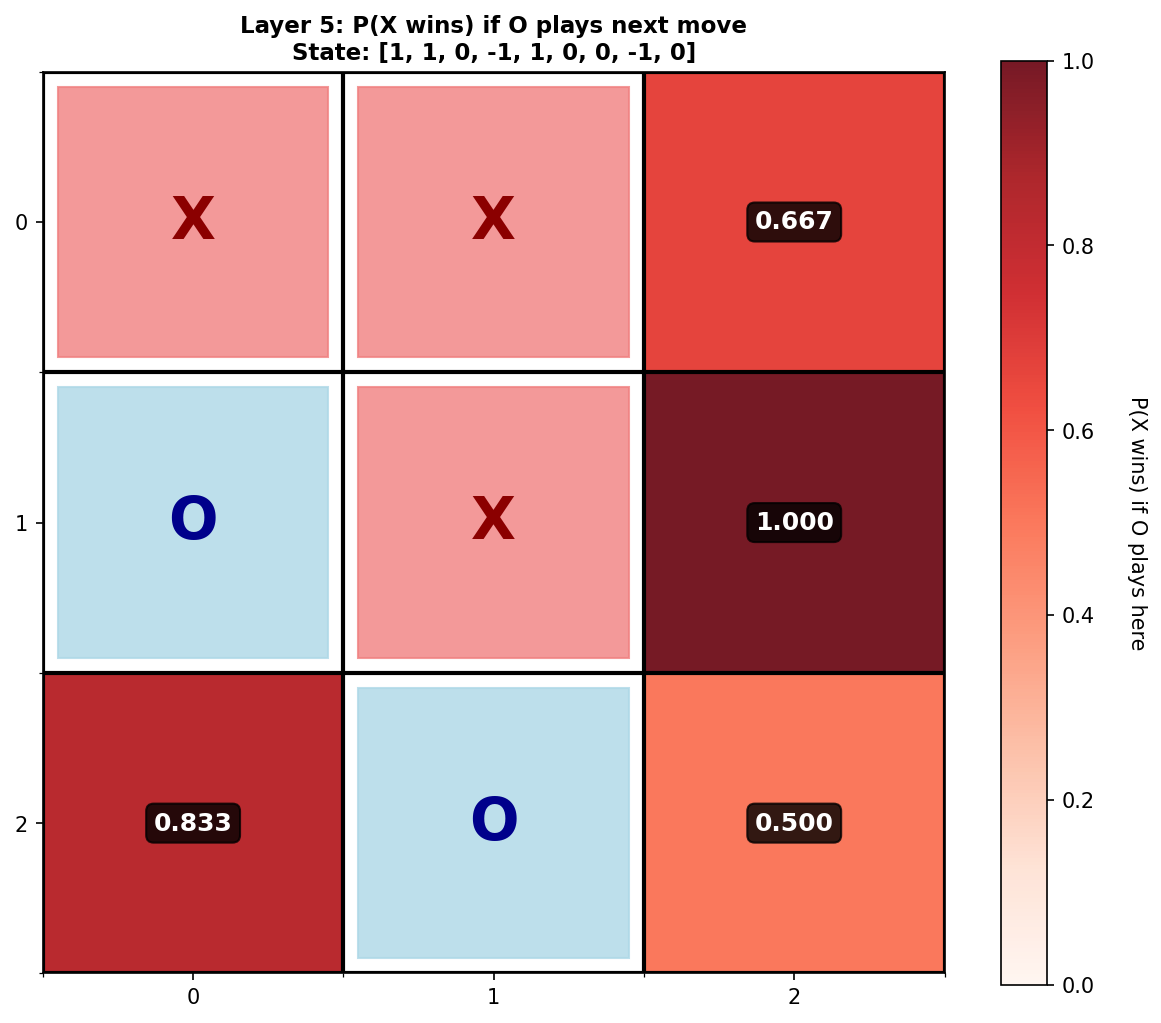 Layer 5: P(X wins) if O plays next move
State: [1, 1, 0, -1, 1, 0, 0, -1, 0]
0
X
X
0.667
1
O
X
1.000
2
0.833
O
0.500
0
1
2
1.0
0.8
0.6
0.4
0.2
0.0
P(X wins) if O plays here